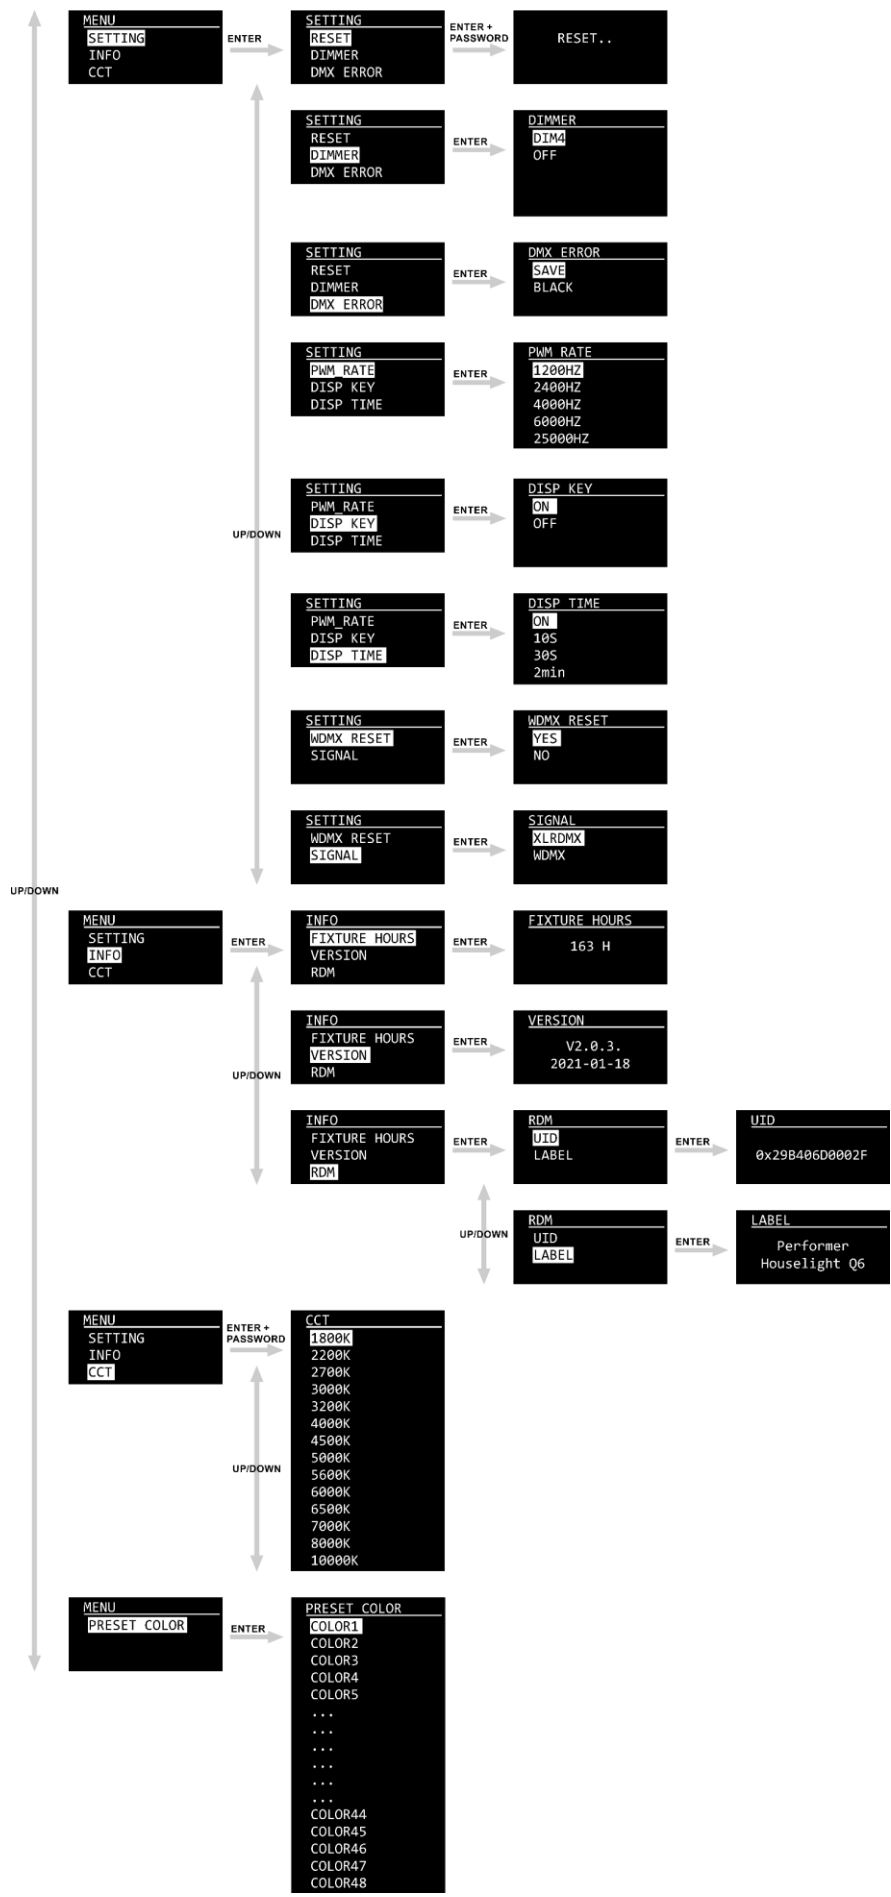 MENU
SETTING
INFO
CCT
ENTER
SETTING
RESET
DIMMER
DMX ERROR
ENTER +
PASSWORD
RESET..
SETTING
RESET
DIMMER
DMX ERROR
ENTER
DIMMER
DIM4
OFF
SETTING
RESET
DIMMER
DMX ERROR
ENTER
DMX ERROR
SAVE
BLACK
SETTING
PWM_RATE
DISP KEY
DISP TIME
ENTER
PWM RATE
1200HZ
2400HZ
4000HZ
6000HZ
25000HZ
SETTING
PWM_RATE
DISP KEY
DISP TIME
ENTER
DISP KEY
ON
OFF
UP/DOWN
SETTING
PWM_RATE
DISP KEY
DISP TIME
ENTER
DISP TIME
ON
10S
30S
2min
SETTING
WDMX RESET
SIGNAL
ENTER
WDMX RESET
YES
NO
SETTING
WDMX RESET
SIGNAL
ENTER
SIGNAL
XLRDMX
WDMX
UP/DOWN
MENU
SETTING
INFO
CCT
ENTER
INFO
FIXTURE HOURS
VERSION
RDM
ENTER
FIXTURE HOURS
163 H
INFO
FIXTURE HOURS
VERSION
RDM
ENTER
VERSION
V2.0.3.
2021-01-18
UP/DOWN
INFO
FIXTURE HOURS
VERSION
RDM
ENTER
RDM
UID
LABEL
ENTER
UID
0x29B406D0002F
UP/DOWN
RDM
UID
LABEL
ENTER
LABEL
Performer
Houselight Q6
MENU
SETTING
INFO
CCT
ENTER +
PASSWORD
CCT
1800K
2200K
2700K
3000K
3200K
4000K
4500K
5000K
5600K
6000K
6500K
7000K
8000K
10000K
UP/DOWN
MENU
PRESET COLOR
ENTER
PRESET COLOR
COLOR1
COLOR2
COLOR3
COLOR4
COLOR5
...
...
...
...
...
...
COLOR44
COLOR45
COLOR46
COLOR47
COLOR48